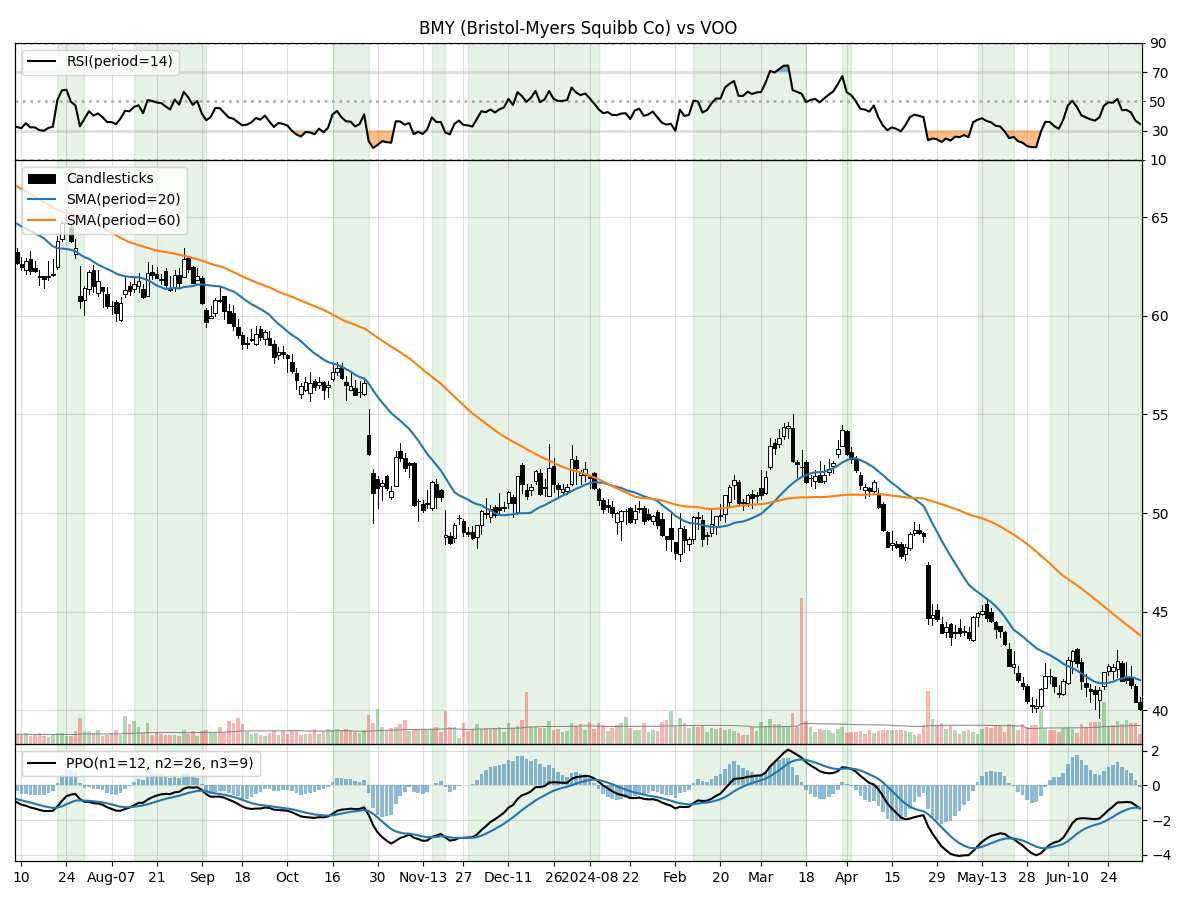 BMY (Bristol-Myers Squibb Co) vs VOO
RSI(period=14)
90
70
50
30
10
Candlesticks
SMA(period=20)
SMA(period=60)
65
60
55
50
45
40
PPO(n1=12, n2=26, n3=9)
2
0
−2
−4
10 24 Aug-07 21 Sep 18 Oct 16 30 Nov-13 27 Dec-11 26 2024-08 22 Feb 20 Mar 18 Apr 15 29 May-13 28 Jun-10 24